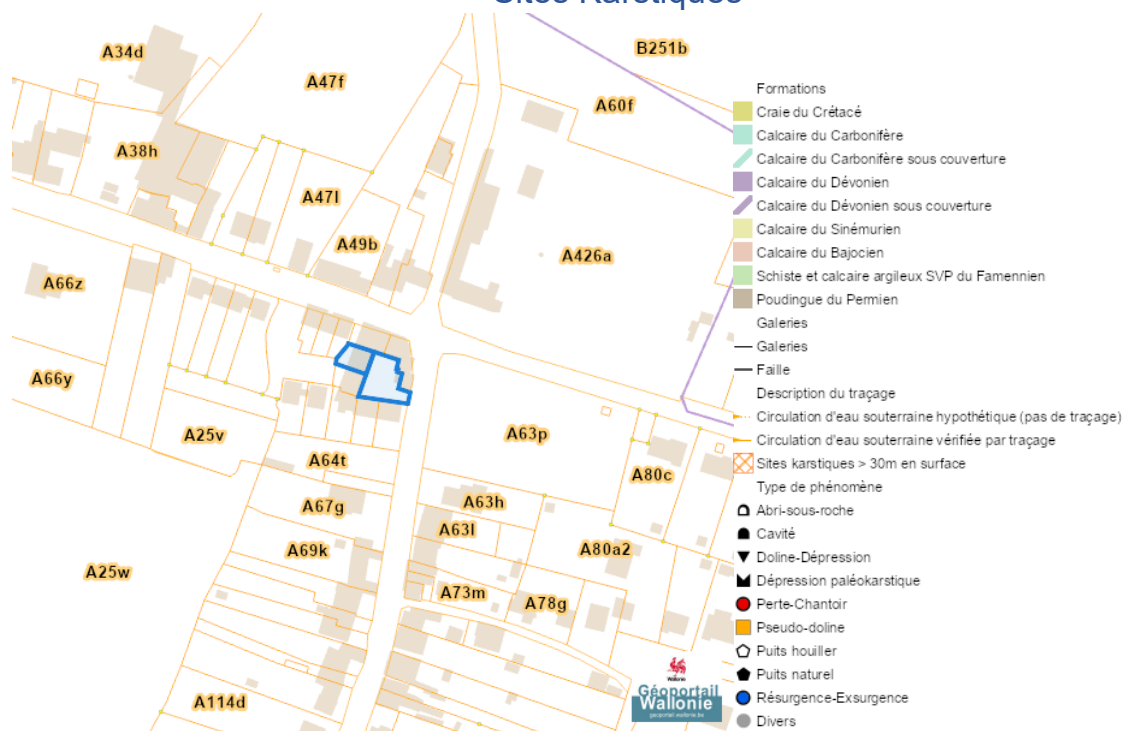 Sites Karstiques
A34d
B251b
A47f
A60f
A38h
A47l
A49b
A426a
A66z
A66y
A25v
A63p
A64t
A80c
A67g
A63h
A63l
A69k
A80a2
A25w
A73m
A78g
A114d
Formations
Craie du Crétacé
Calcaire du Carbonifère
Calcaire du Carbonifère sous couverture
Calcaire du Dévonien
Calcaire du Dévonien sous couverture
Calcaire du Sinémurien
Calcaire du Bajocien
Schiste et calcaire argileux SVP du Famennien
Poudingue du Permien
Galeries
Galeries
Faille
Description du traçage
Circulation d'eau souterraine hypothétique (pas de traçage)
Circulation d'eau souterraine vérifiée par traçage
Sites karstiques > 30m en surface
Type de phénomène
Abri-sous-roche
Cavité
Doline-Dépression
Dépression paléokarstique
Perte-Chantoir
Pseudo-doline
Puits houiller
Puits naturel
Résurgence-Exsurgence
Divers
Wallonie
Géoportail
Wallonie
geoportail.wallonie.be